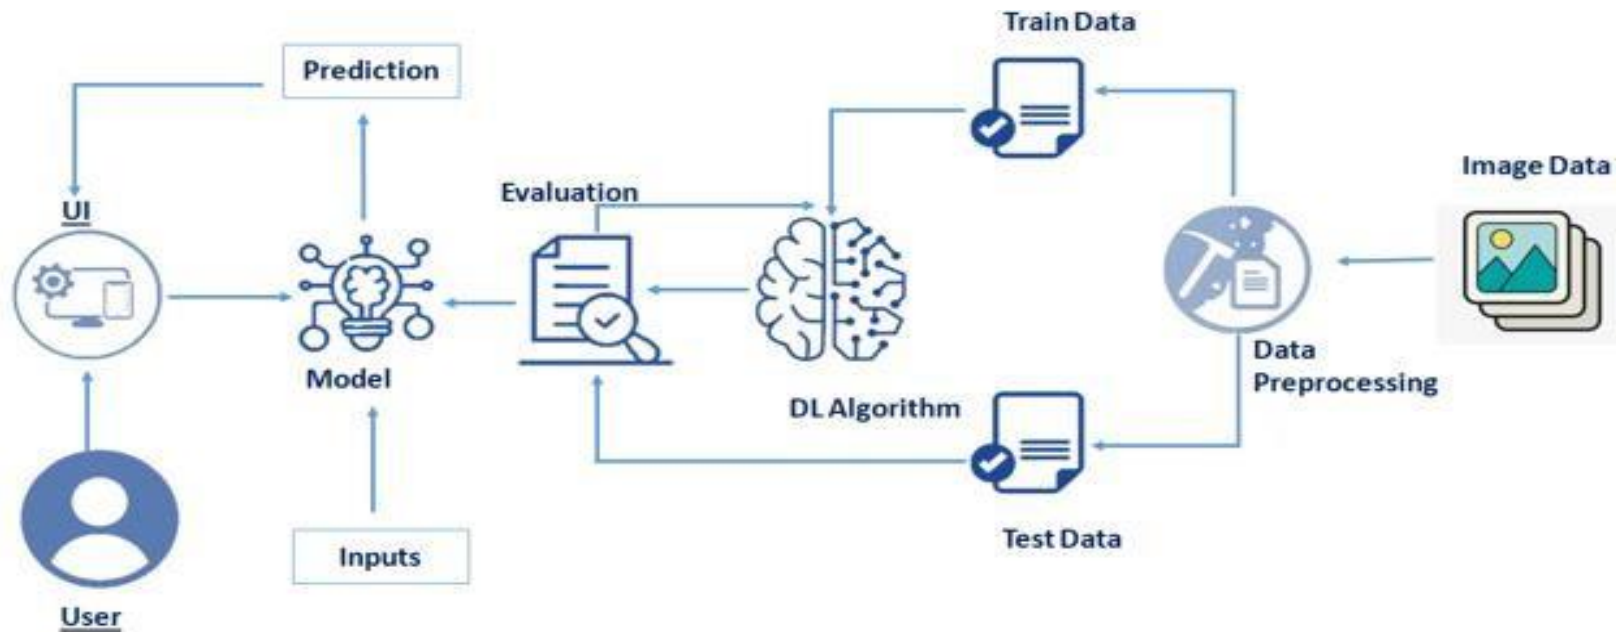 Train Data
Prediction
Image Data
Evaluation
UI
Data
Preprocessing
Model
DL Algorithm
Test Data
Inputs
User